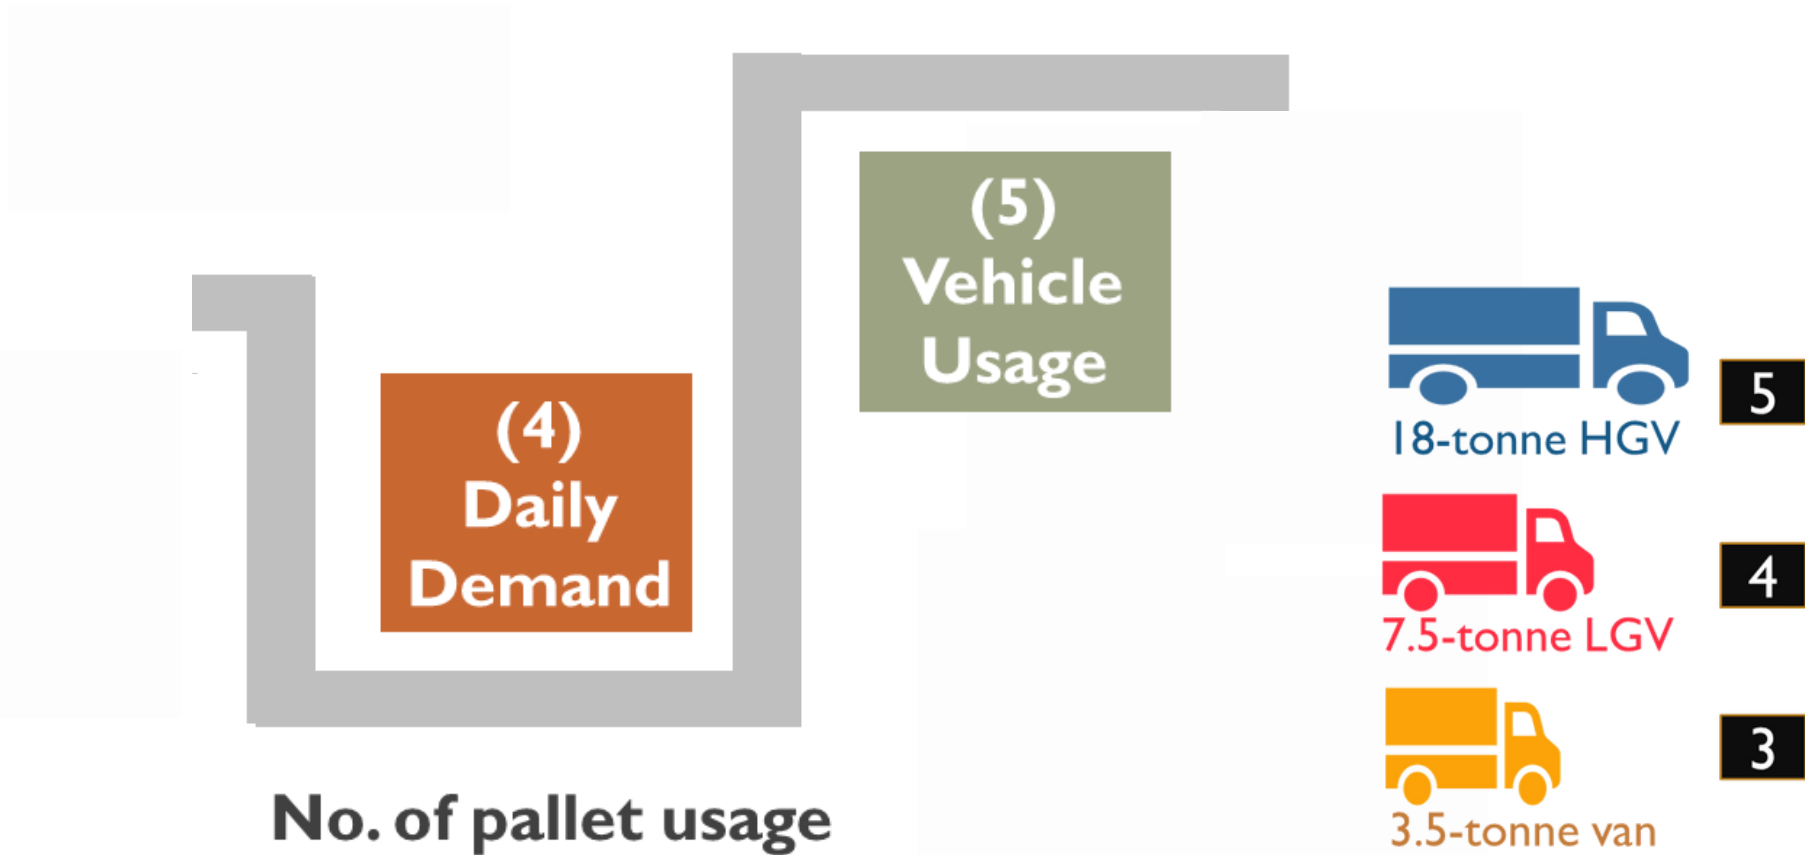 (4)
Daily
Demand
No. of pallet usage
(5)
Vehicle
Usage
18-tonne HGV
5
7.5-tonne LGV
4
3.5-tonne van
3